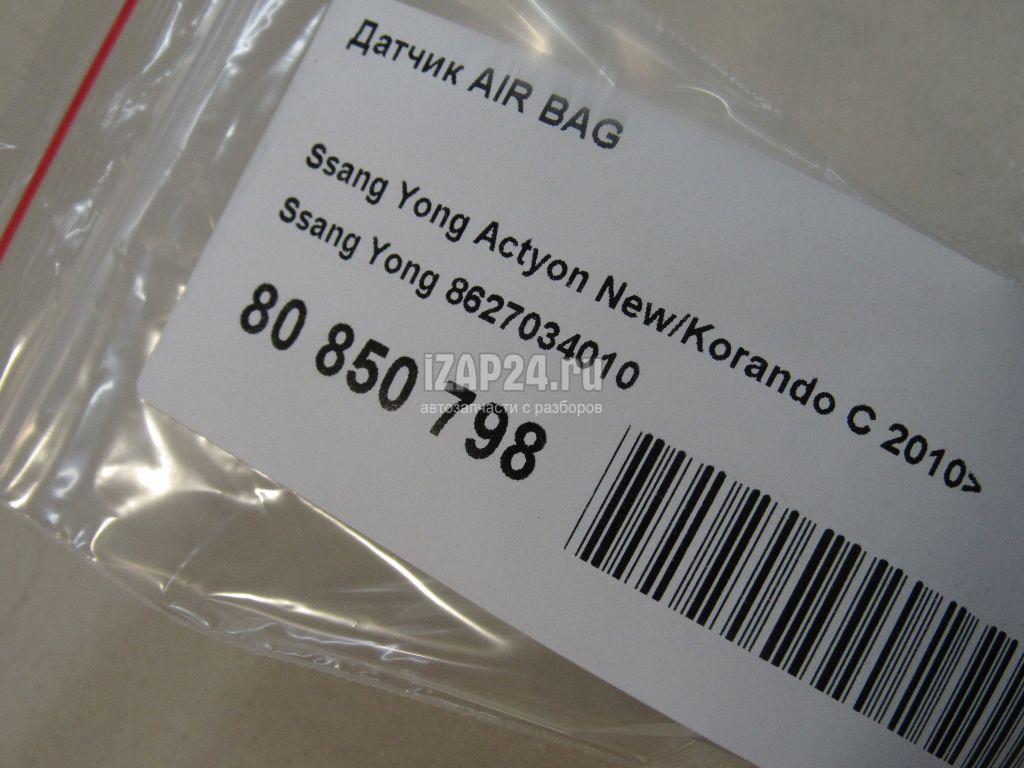 Датчик AIR BAG
Ssang Yong Actyon New/Korando C 2010>
Ssang Yong 8627034010
80 850 798
iZAP24.ru
автозапчасти с разборов